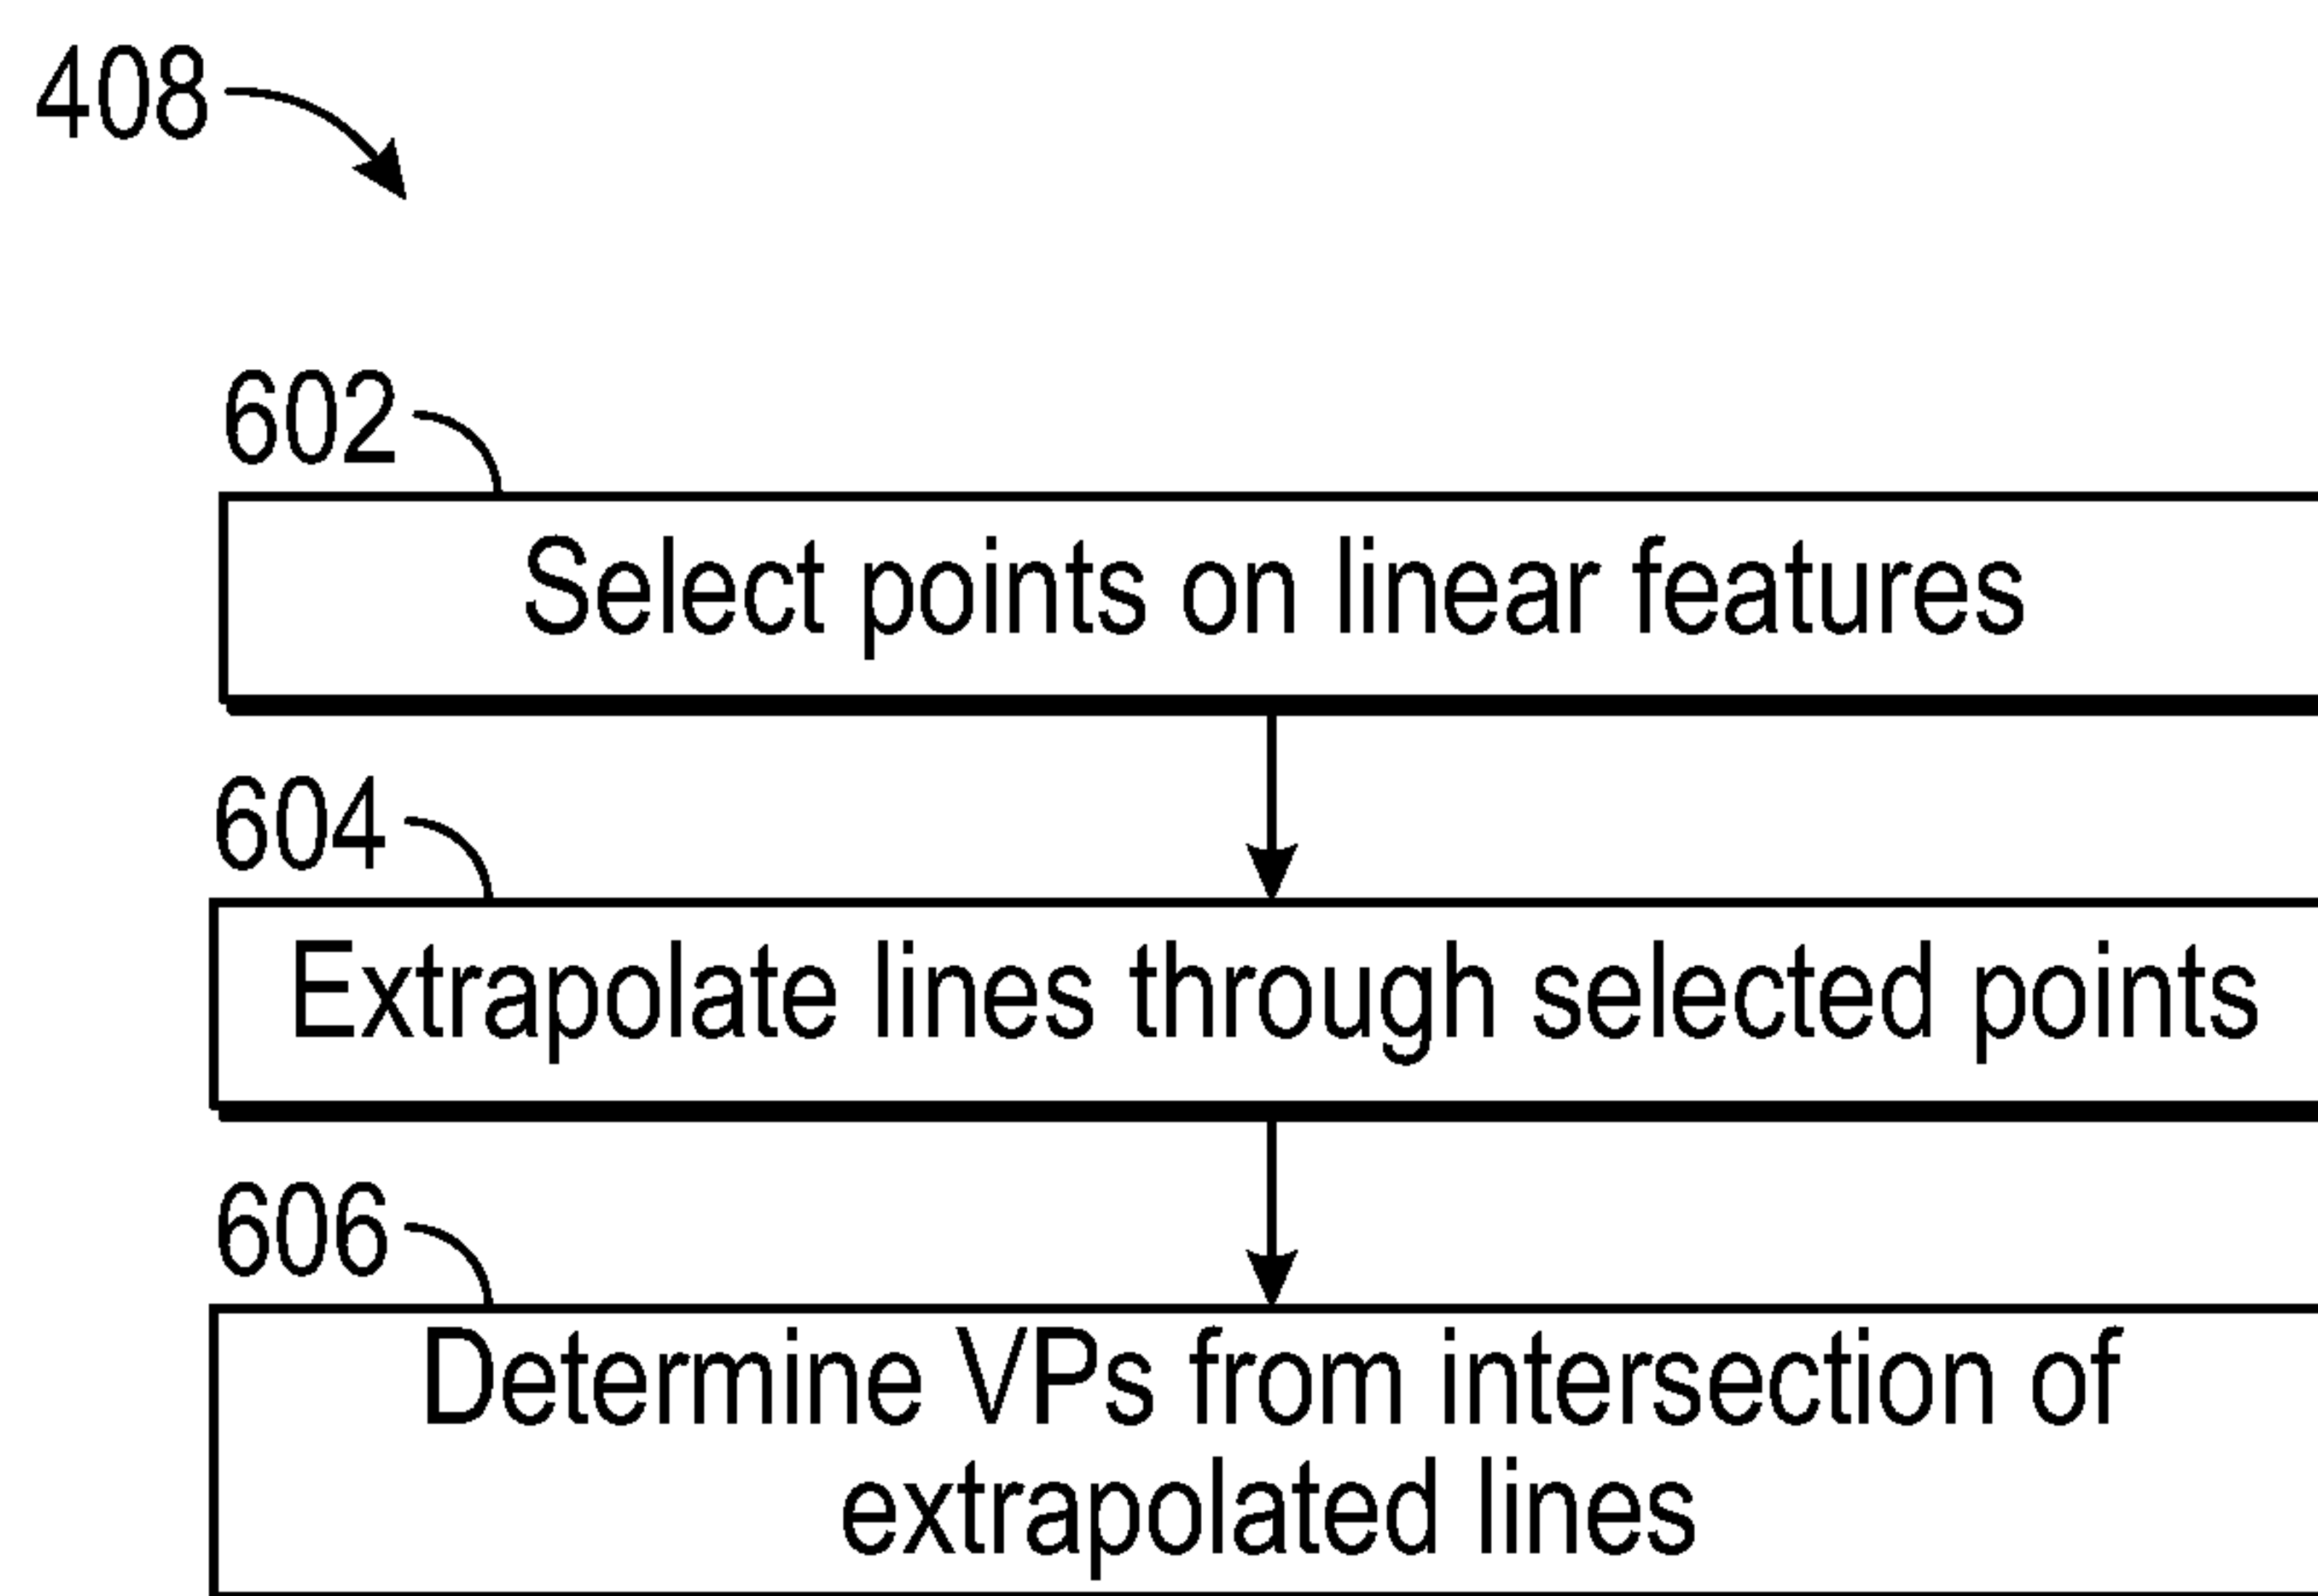 408
602
Select points on linear features
604
Extrapolate lines through selected points
606
Determine VPs from intersection of
extrapolated lines